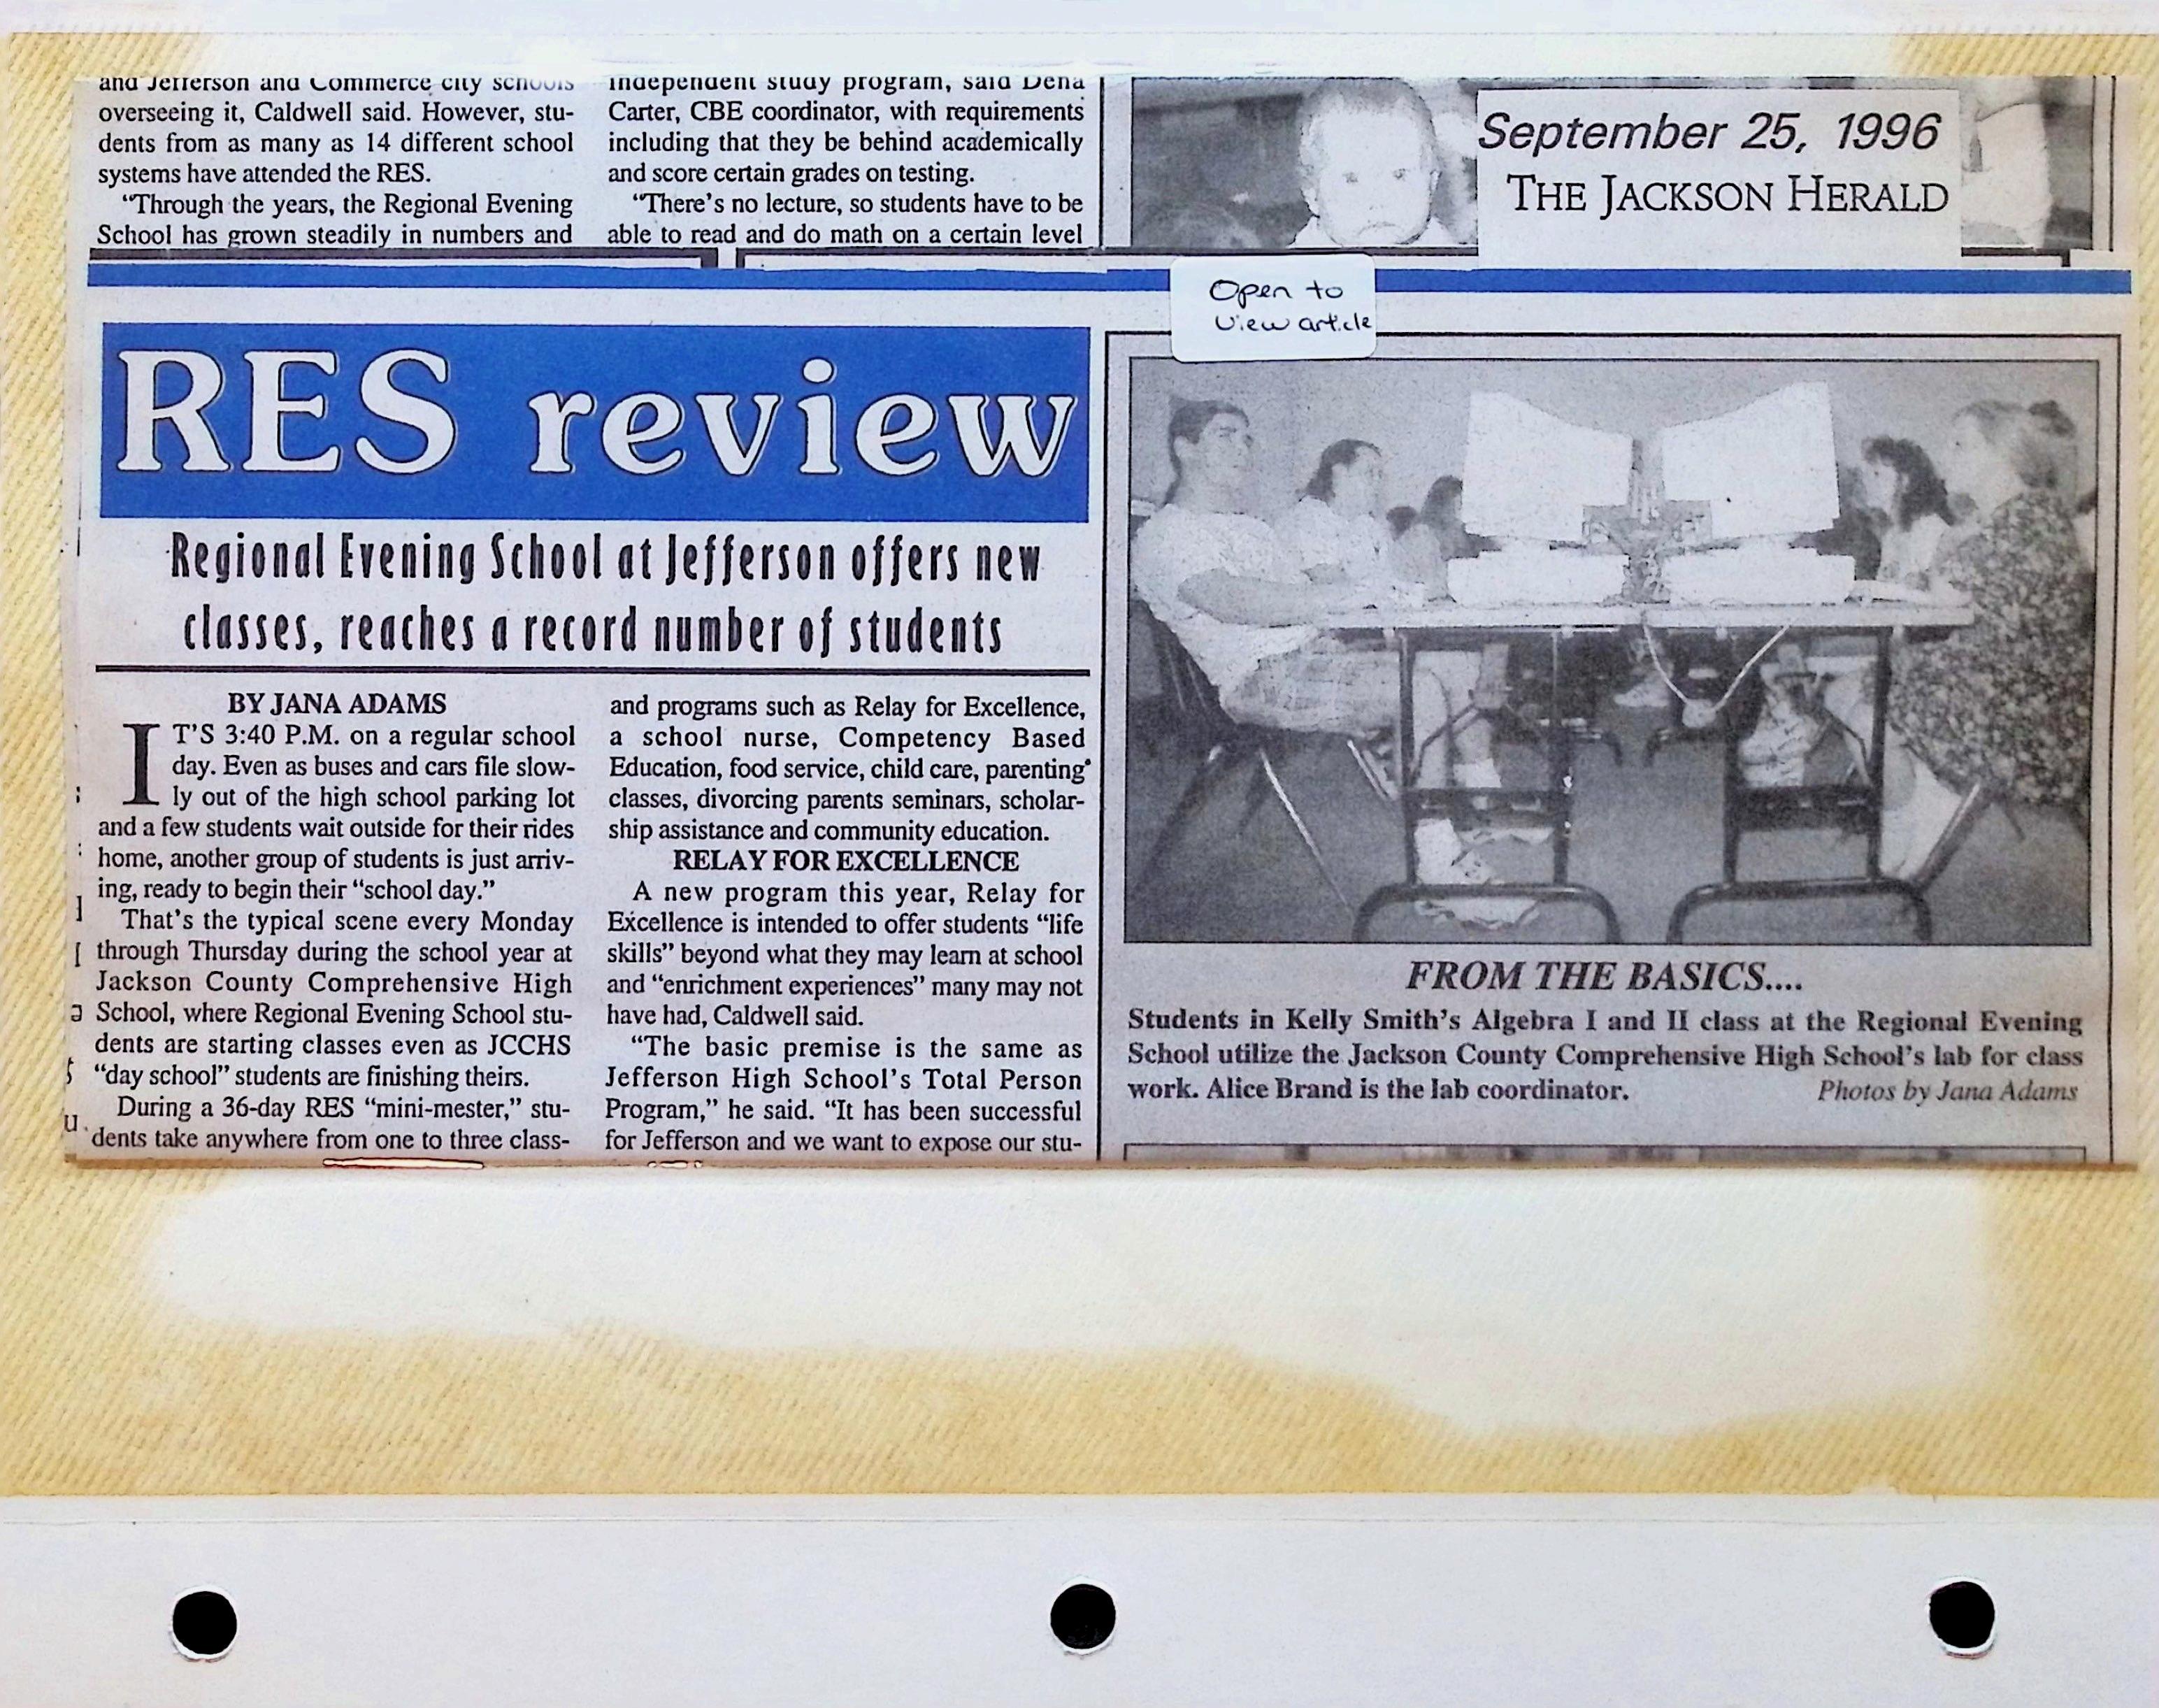 and Jefferson and Commerce city schools
overseeing it, Caldwell said. However, stu-
dents from as many as 14 different school
systems have attended the RES.
“Through the years, the Regional Evening
School has grown steadily in numbers and
independent study program, said Dena
Carter, CBE coordinator, with requirements
including that they be behind academically
and score certain grades on testing.
“There’s no lecture, so students have to be
able to read and do math on a certain level
September 25, 1996
THE JACKSON HERALD
Open to
view article
RES review
Regional Evening School at Jefferson offers new
classes, reaches a record number of students
BY JANA ADAMS
IT’S 3:40 P.M. on a regular school
day. Even as buses and cars file slow-
ly out of the high school parking lot
and a few students wait outside for their rides
home, another group of students is just arriv-
ing, ready to begin their “school day.”
That’s the typical scene every Monday
through Thursday during the school year at
Jackson County Comprehensive High
School, where Regional Evening School stu-
dents are starting classes even as JCCHS
“day school” students are finishing theirs.
During a 36-day RES “mini-mester,” stu-
dents take anywhere from one to three class-
and programs such as Relay for Excellence,
a school nurse, Competency Based
Education, food service, child care, parenting
classes, divorcing parents seminars, scholar-
ship assistance and community education.
RELAY FOR EXCELLENCE
A new program this year, Relay for
Excellence is intended to offer students “life
skills” beyond what they may learn at school
and “enrichment experiences” many may not
have had, Caldwell said.
“The basic premise is the same as
Jefferson High School’s Total Person
Program,” he said. “It has been successful
for Jefferson and we want to expose our stu-
FROM THE BASICS....
Students in Kelly Smith’s Algebra I and II class at the Regional Evening
School utilize the Jackson County Comprehensive High School’s lab for class
work. Alice Brand is the lab coordinator. Photos by Jana Adams